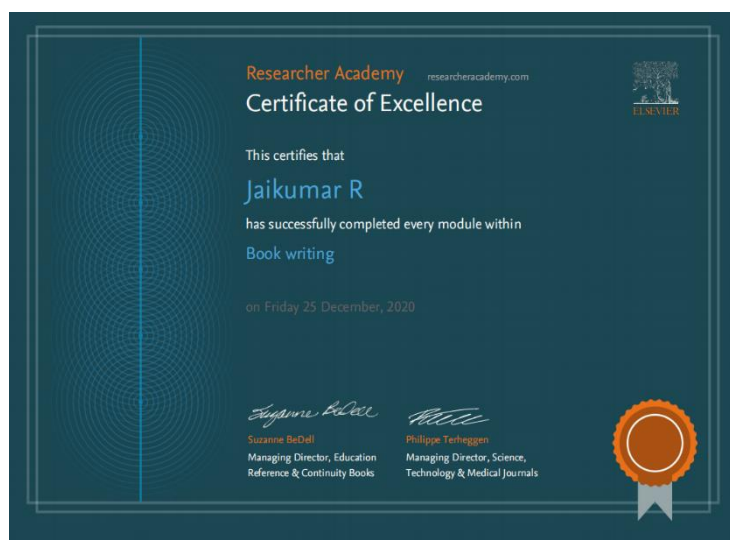 Researcher Academy researcheracademy.com
Certificate of Excellence
ELSEVIER
This certifies that
Jaikumar R
has successfully completed every module within
Book writing
on Friday 25 December, 2020
Suzanne BeDell
Suzanne BeDell
Managing Director, Education
Reference & Continuity Books
Philippe Terheggen
Managing Director, Science,
Technology & Medical Journals